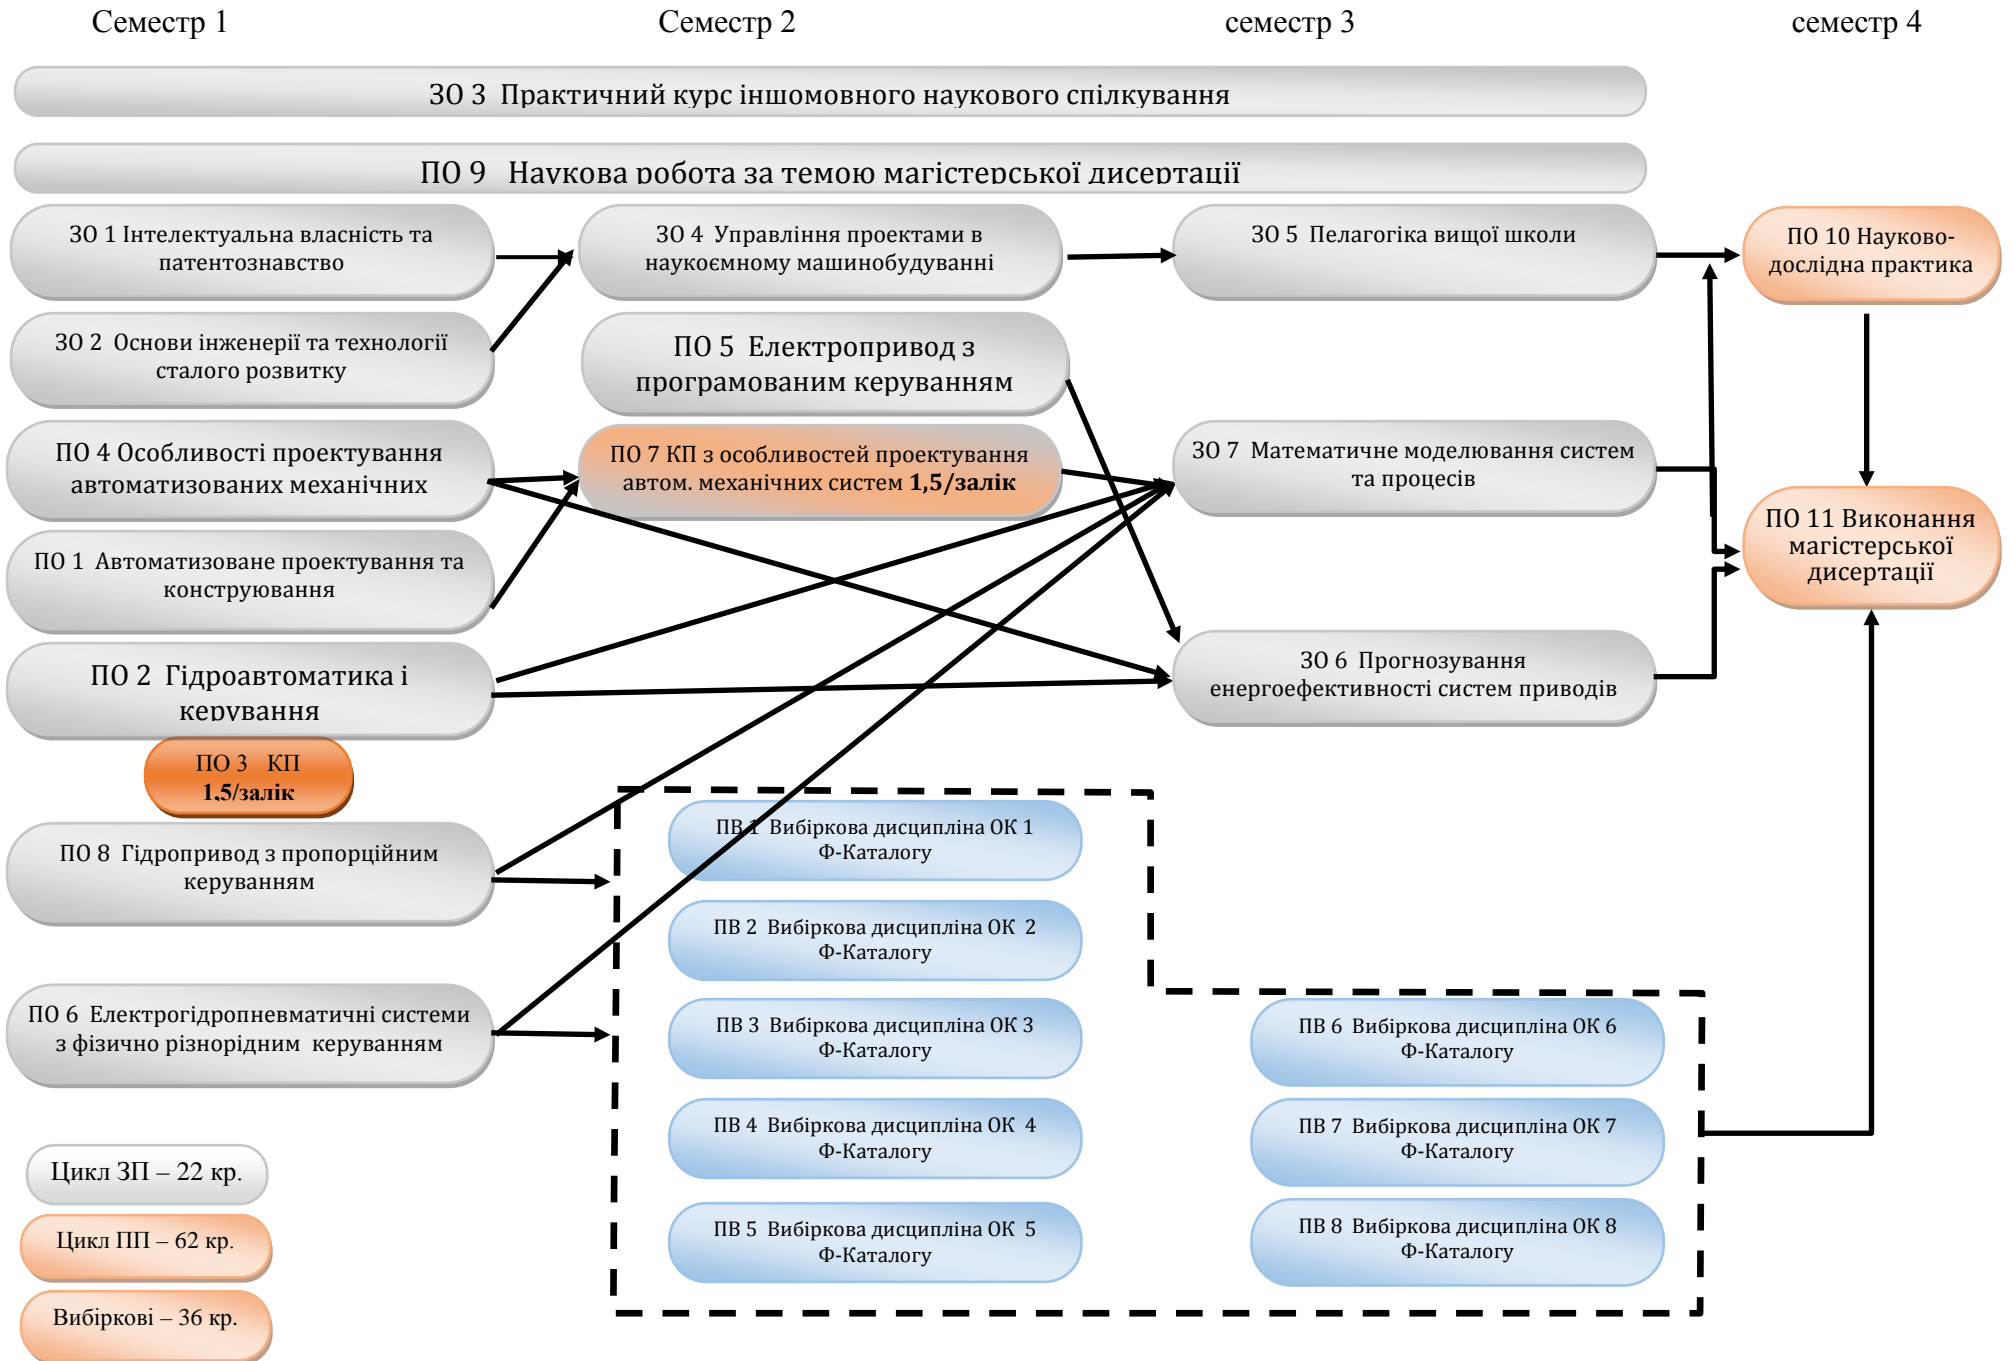 Семестр 1
Семестр 2
семестр 3
семестр 4
ЗО 3 Практичний курс іншомовного наукового спілкування
ПО 9 Наукова робота за темою магістерської дисертації
ЗО 1 Інтелектуальна власність та
патентознавство
ЗО 4 Управління проектами в
наукоємному машинобудуванні
ЗО 5 Пелагогіка вищої школи
ПО 10 Науково-
дослідна практика
ЗО 2 Основи інженерії та технології
сталого розвитку
ПО 5 Електропривод з
програмованим керуванням
ПО 4 Особливості проектування
автоматизованих механічних
ПО 7 КП з особливостей проектування
автом. механічних систем 1,5/залік
ЗО 7 Математичне моделювання систем
та процесів
ПО 11 Виконання
магістерської
дисертації
ПО 1 Автоматизоване проектування та
конструювання
ПО 2 Гідроавтоматика і
керування
ЗО 6 Прогнозування
енергоефективності систем приводів
ПО 3 КП
1,5/залік
ПО 8 Гідропривод з пропорційним
керуванням
ПВ 1 Вибіркова дисципліна ОК 1
Ф-Каталогу
ПВ 2 Вибіркова дисципліна ОК 2
Ф-Каталогу
ПО 6 Електрогідропневматичні системи
з фізично різнорідним керуванням
ПВ 3 Вибіркова дисципліна ОК 3
Ф-Каталогу
ПВ 6 Вибіркова дисципліна ОК 6
Ф-Каталогу
ПВ 4 Вибіркова дисципліна ОК 4
Ф-Каталогу
ПВ 7 Вибіркова дисципліна ОК 7
Ф-Каталогу
ПВ 5 Вибіркова дисципліна ОК 5
Ф-Каталогу
ПВ 8 Вибіркова дисципліна ОК 8
Ф-Каталогу
Цикл ЗП – 22 кр.
Цикл ПП – 62 кр.
Вибіркові – 36 кр.